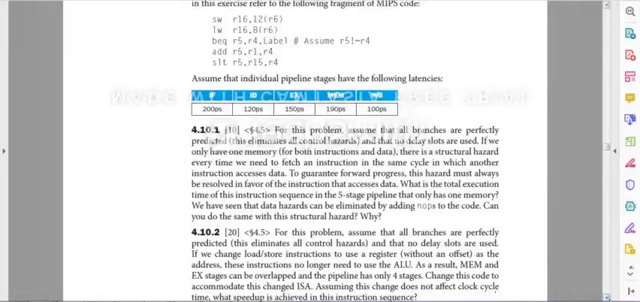 in this exercise refer to the following fragment of MIPS code:
sw r16,12(r6)
lw r16,8(r6)
beq r5,r4,Label # Assume r5!=r4
add r5,r1,r4
slt r5,r15,r4
Assume that individual pipeline stages have the following latencies:
IF ID EX MEM WB
200ps 120ps 150ps 190ps 100ps
4.10.1 [10] <§4.5> For this problem, assume that all branches are perfectly
predicted (this eliminates all control hazards) and that no delay slots are used. If we
only have one memory (for both instructions and data), there is a structural hazard
every time we need to fetch an instruction in the same cycle in which another
instruction accesses data. To guarantee forward progress, this hazard must always
be resolved in favor of the instruction that accesses data. What is the total execution
time of this instruction sequence in the 5-stage pipeline that only has one memory?
We have seen that data hazards can be eliminated by adding nops to the code. Can
you do the same with this structural hazard? Why?
4.10.2 [20] <§4.5> For this problem, assume that all branches are perfectly
predicted (this eliminates all control hazards) and that no delay slots are used.
If we change load/store instructions to use a register (without an offset) as the
address, these instructions no longer need to use the ALU. As a result, MEM and
EX stages can be overlapped and the pipeline has only 4 stages. Change this code to
accommodate this changed ISA. Assuming this change does not affect clock cycle
time, what speedup is achieved in this instruction sequence?